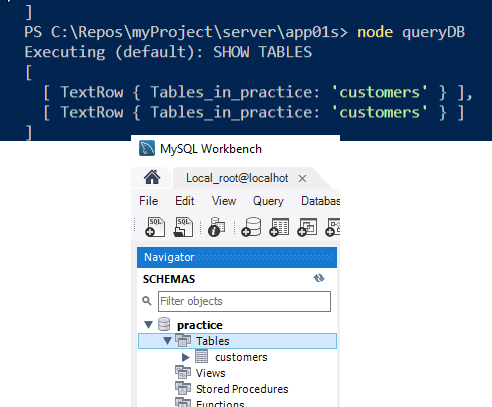 ]
PS C:\Repos\myProject\server\app01s> node queryDB
Executing (default): SHOW TABLES
[
[ TextRow { Tables_in_practice: 'customers' } ],
[ TextRow { Tables_in_practice: 'customers' } ]
]
MySQL Workbench
Local_root@localhot ×
File Edit View Query Databas
SQL SQL
Navigator
SCHEMAS
Filter objects
practice
Tables
customers
Views
Stored Procedures
Functions